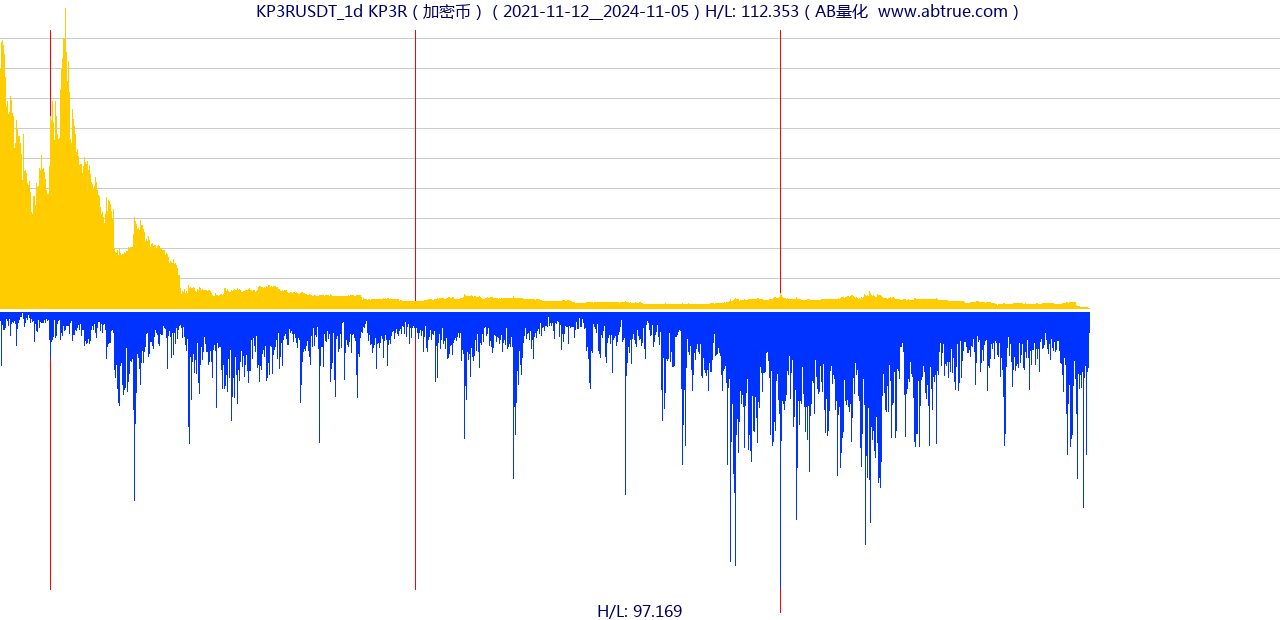 KP3RUSDT_1d KP3R（加密币）（2021-11-12__2024-11-05）H/L: 112.353（AB量化  www.abtrue.com）
H/L: 97.169